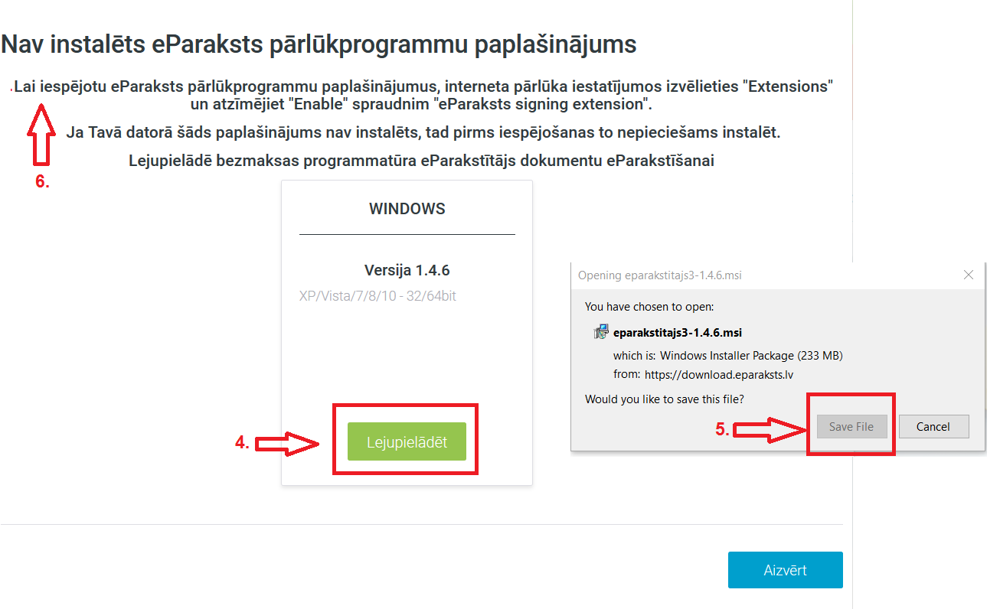 Nav instalēts eParaksts pārlūkprogrammu paplašinājums
.Lai iespējotu eParaksts pārlūkprogrammu paplašinājumus, interneta pārlūka iestatījumos izvēlieties "Extensions"
un atzīmējiet "Enable" spraudnim "eParaksts signing extension".
Ja Tavā datorā šāds paplašinājums nav instalēts, tad pirms iespējošanas to nepieciešams instalēt.
Lejupielādē bezmaksas programmatūra eParakstītājs dokumentu eParakstīšanai
6.
WINDOWS
Versija 1.4.6
XP/Vista/7/8/10 - 32/64bit
4.
Lejupielādēt
Opening eparakstitajs3-1.4.6.msi
You have chosen to open:
eparakstitajs3-1.4.6.msi
which is: Windows Installer Package (233 MB)
from: https://download.eparaksts.lv
Would you like to save this file?
5.
Save File
Cancel
Aizvērt